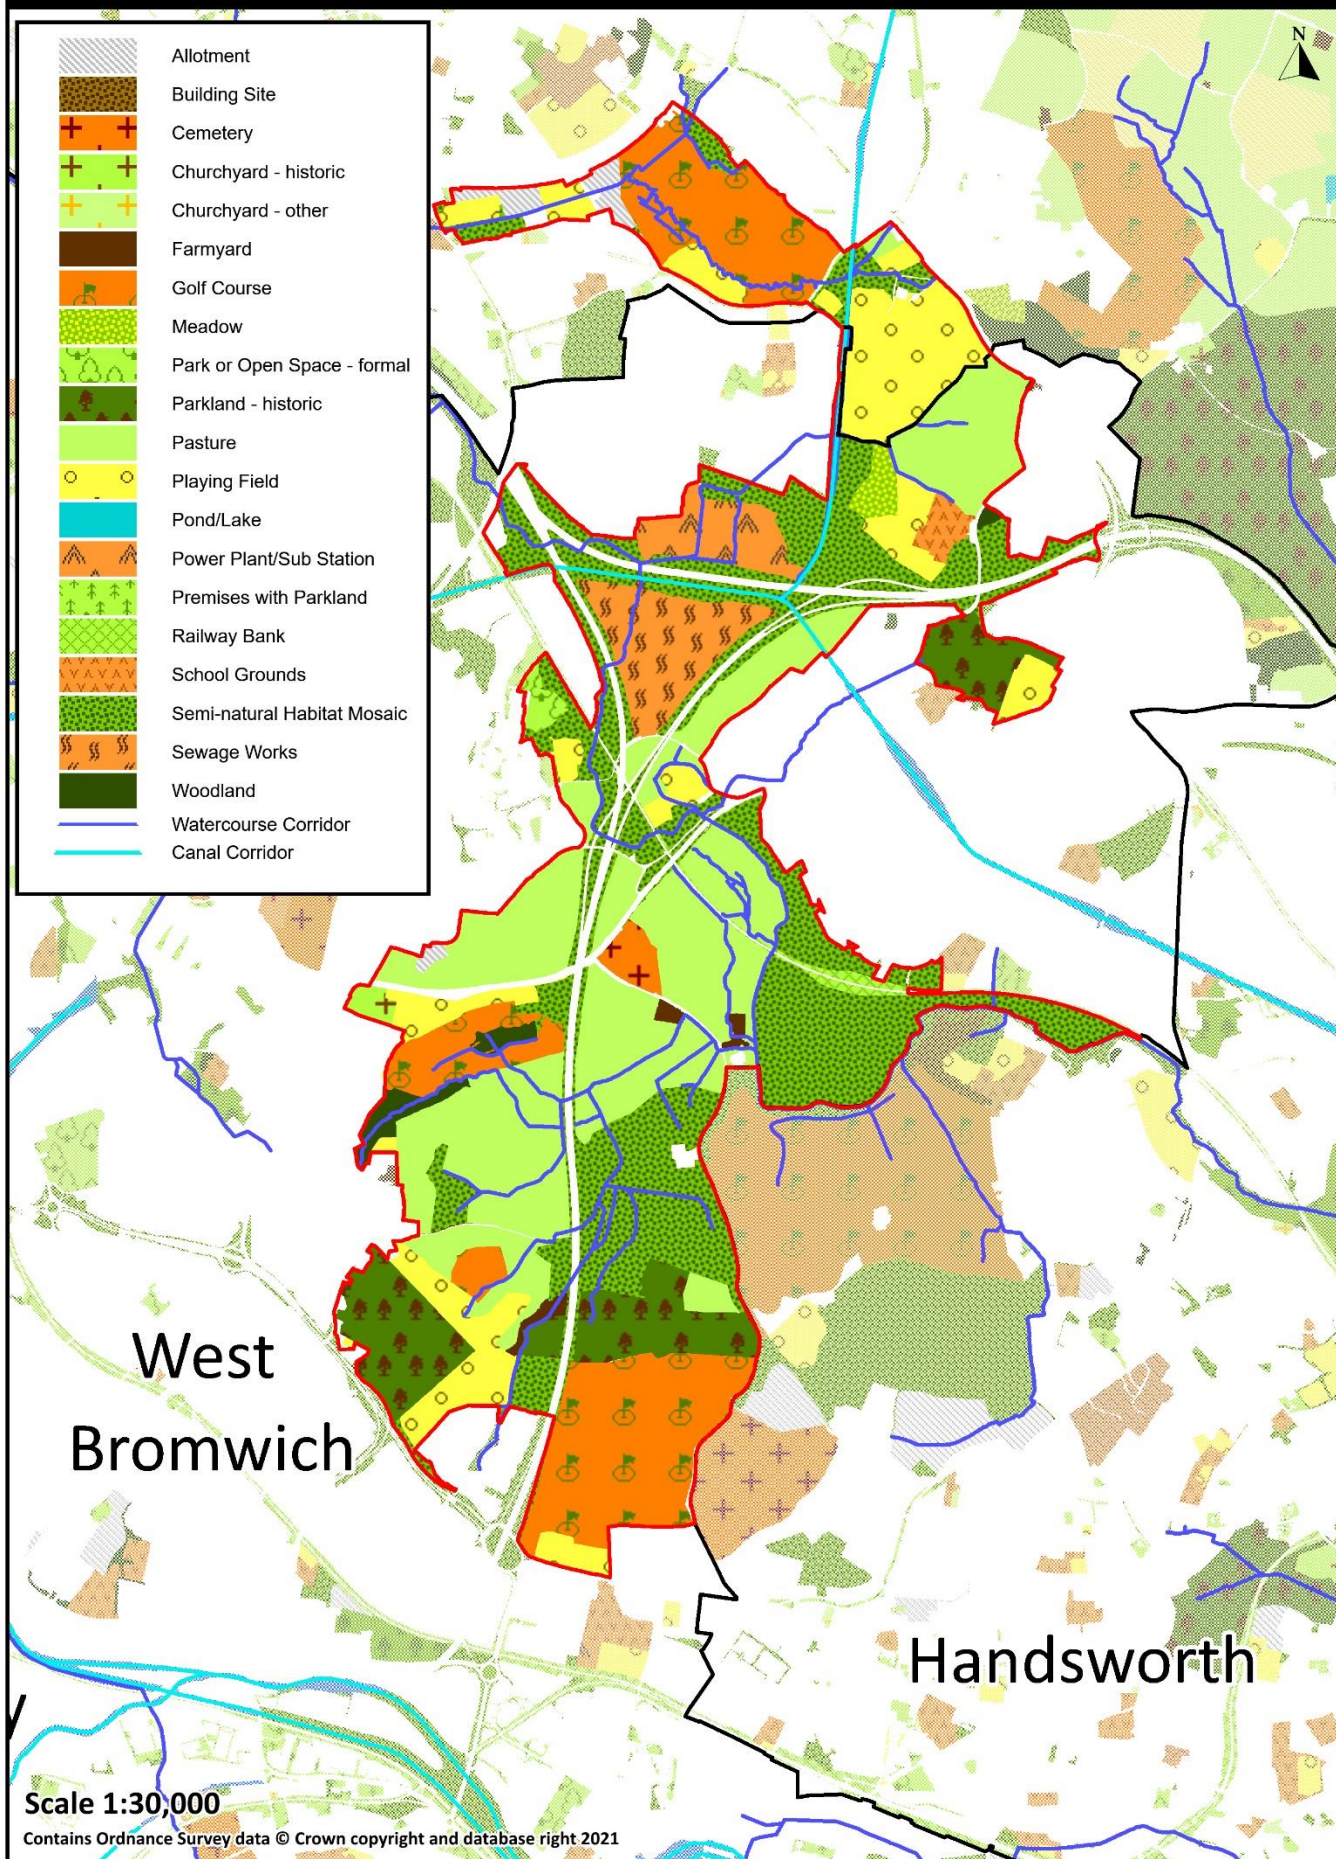 N
Allotment
Building Site
Cemetery
Churchyard - historic
Churchyard - other
Farmyard
Golf Course
Meadow
Park or Open Space - formal
Parkland - historic
Pasture
Playing Field
Pond/Lake
Power Plant/Sub Station
Premises with Parkland
Railway Bank
School Grounds
Semi-natural Habitat Mosaic
Sewage Works
Woodland
Watercourse Corridor
Canal Corridor
West
Bromwich
Handsworth
Scale 1:30,000
Contains Ordnance Survey data © Crown copyright and database right 2021